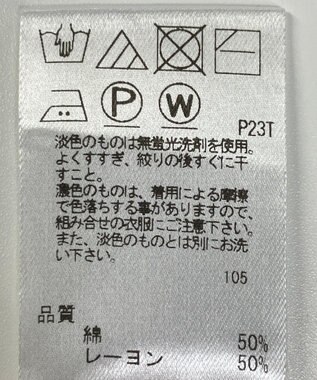 P W
P23T
淡色のものは無蛍光洗剤を使用。
よくすすぎ、絞りの後すぐに干
すこと。
濃色のものは、着用による摩擦
で色落ちする事がありますので、
組み合せの衣服にご注意下さい。
また、淡色のものとは別にお洗
い下さい。
105
品質
綿 50%
レーヨン 50%